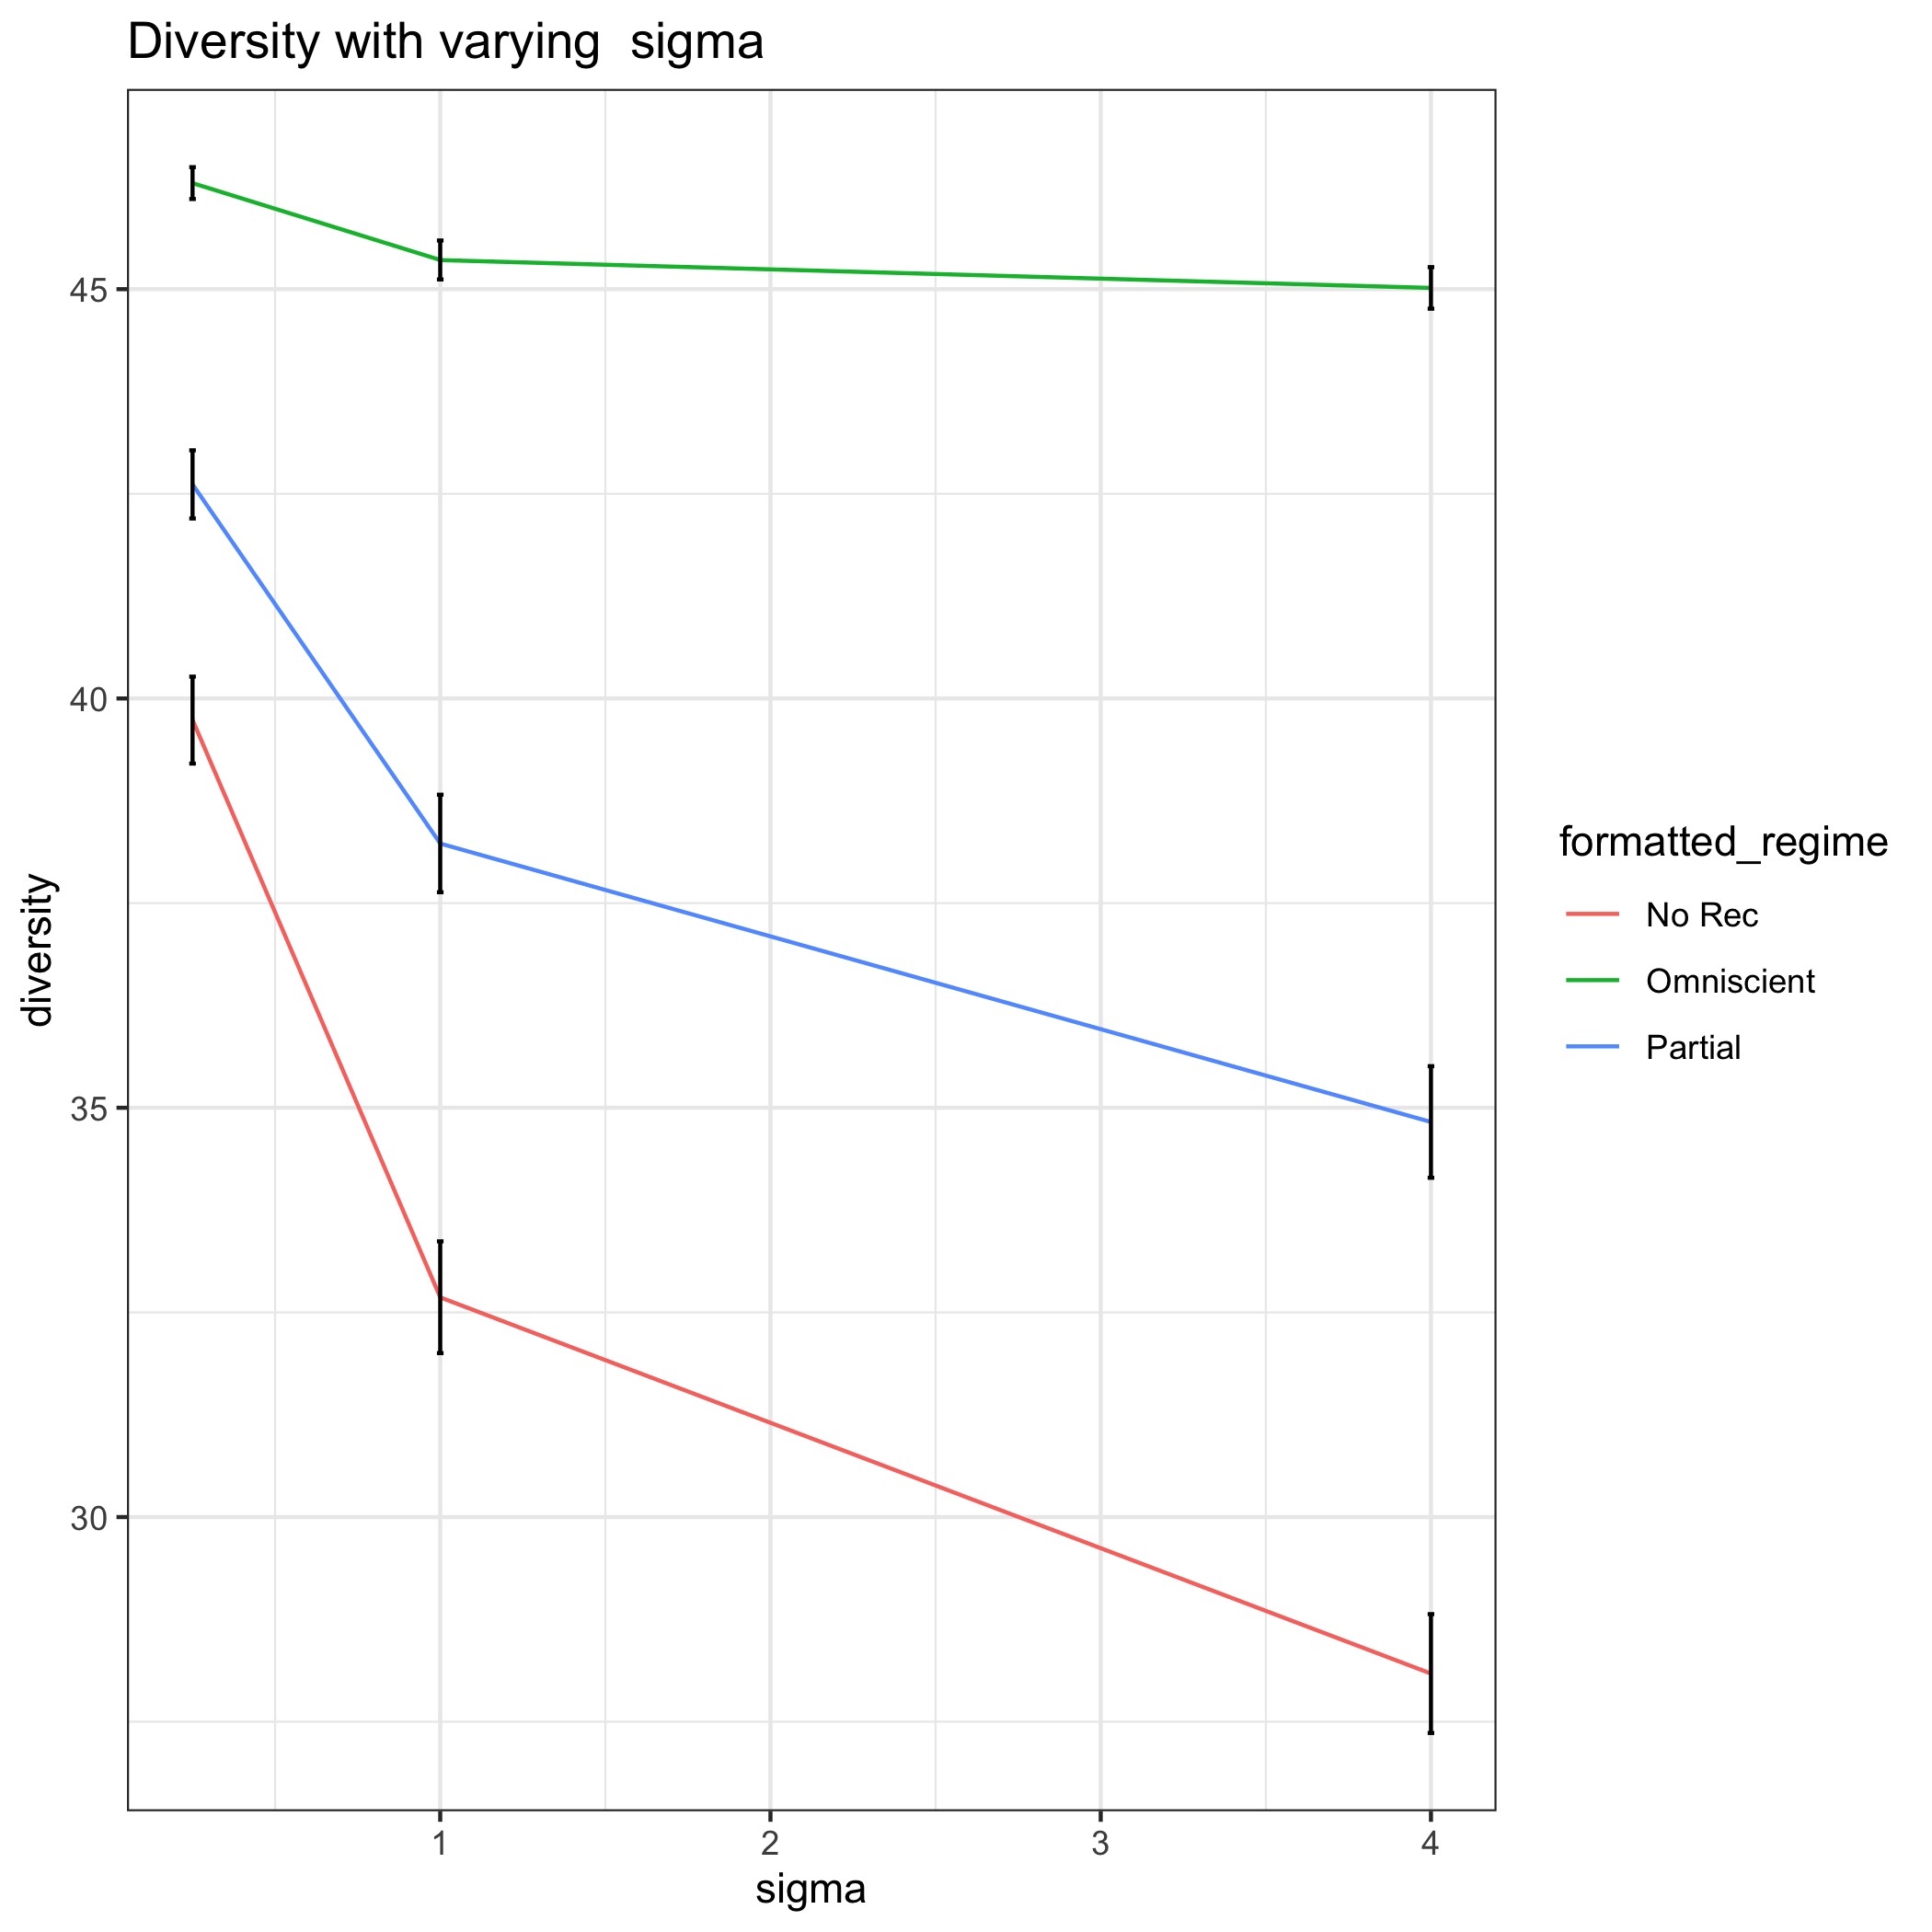 Diversity with varying  sigma
45
40
35
30
diversity
1 2 3 4
sigma
formatted_regime
No Rec
Omniscient
Partial